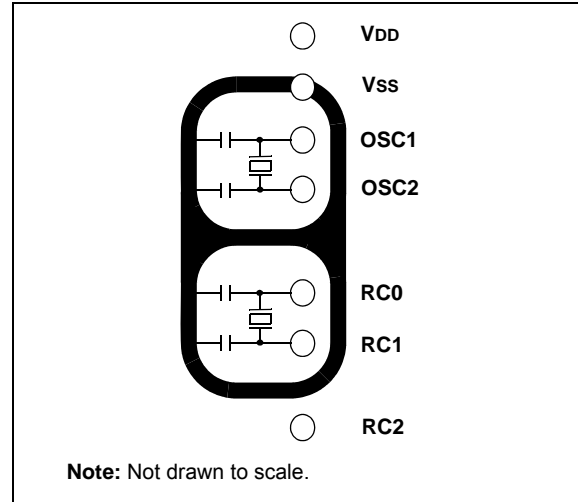 VDD
VSS
OSC1
OSC2
RC0
RC1
RC2
Note: Not drawn to scale.